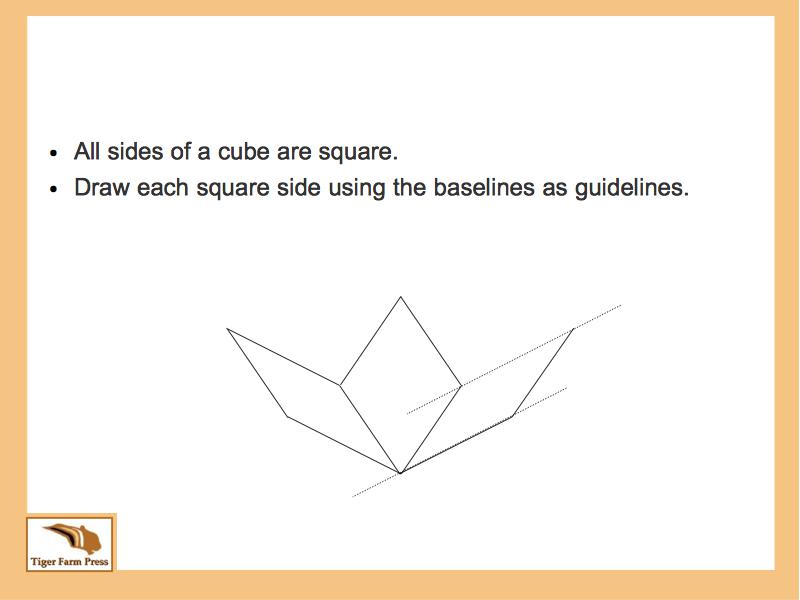 • All sides of a cube are square.
• Draw each square side using the baselines as guidelines.
Tiger Farm Press